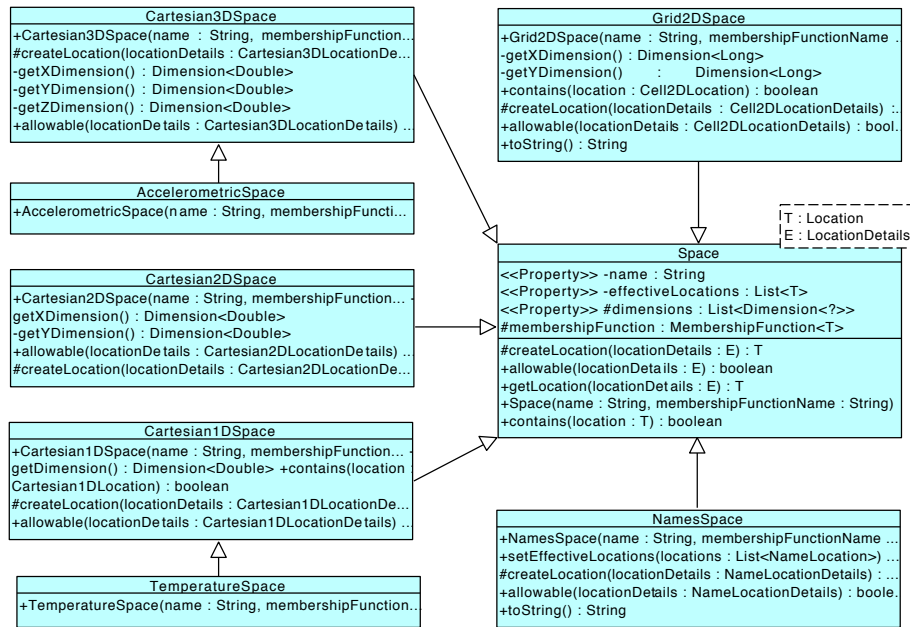 Cartesian3DSpace
+Cartesian3DSpace(name : String, membershipFunction...
#createLocation(locationDetails : Cartesian3DLocationDe...
-getXDimension() : Dimension<Double>
-getYDimension() : Dimension<Double>
-getZDimension() : Dimension<Double>
+allowable(locationDetails : Cartesian3DLocationDetails) ...
AccelerometricSpace
+AccelerometricSpace(name : String, membershipFuncti...
Cartesian2DSpace
+Cartesian2DSpace(name : String, membershipFunction... -
getXDimension() : Dimension<Double>
-getYDimension() : Dimension<Double>
+allowable(locationDetails : Cartesian2DLocationDetails) ...
#createLocation(locationDetails : Cartesian2DLocationDe...
Cartesian1DSpace
+Cartesian1DSpace(name : String, membershipFunction... -
getDimension() : Dimension<Double> +contains(location :
Cartesian1DLocation) : boolean
#createLocation(locationDetails : Cartesian1DLocationDe...
+allowable(locationDetails : Cartesian1DLocationDetails) ...
TemperatureSpace
+TemperatureSpace(name : String, membershipFunction...
Grid2DSpace
+Grid2DSpace(name : String, membershipFunctionName ...
-getXDimension() : Dimension<Long>
-getYDimension() : Dimension<Long>
+contains(location : Cell2DLocation) : boolean
#createLocation(locationDetails : Cell2DLocationDetails) : ...
+allowable(locationDetails : Cell2DLocationDetails) : bool...
+toString() : String
T : Location
E : LocationDetails
Space
<<Property>> -name : String
<<Property>> -effectiveLocations : List<T>
<<Property>> #dimensions : List<Dimension<?>>
#membershipFunction : MembershipFunction<T>
#createLocation(locationDetails : E) : T
+allowable(locationDetails : E) : boolean
+getLocation(locationDetails : E) : T
+Space(name : String, membershipFunctionName : String)
+contains(location : T) : boolean
NamesSpace
+NamesSpace(name : String, membershipFunctionName ...
+setEffectiveLocations(locations : List<NameLocation>) ...
#createLocation(locationDetails : NameLocationDetails) : ...
+allowable(locationDetails : NameLocationDetails) : boole...
+toString() : String